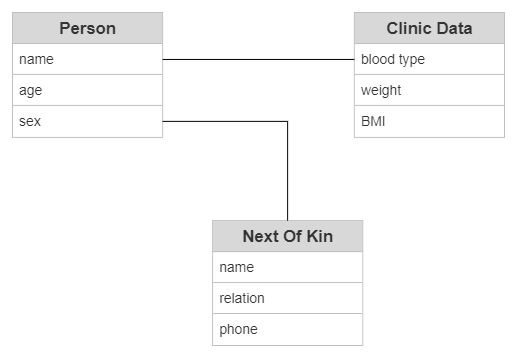 Person
name
age
sex
Clinic Data
blood type
weight
BMI
Next Of Kin
name
relation
phone